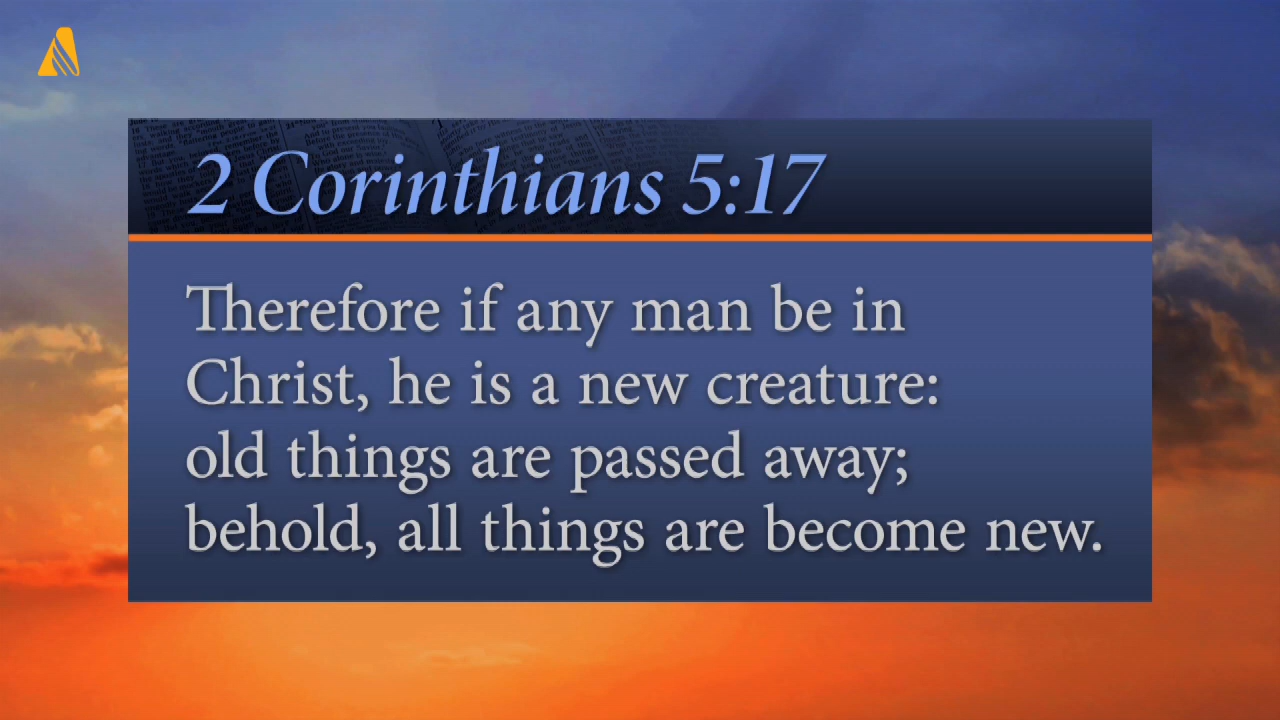 2 Corinthians 5:17
Therefore if any man be in
Christ, he is a new creature:
old things are passed away;
behold, all things are become new.